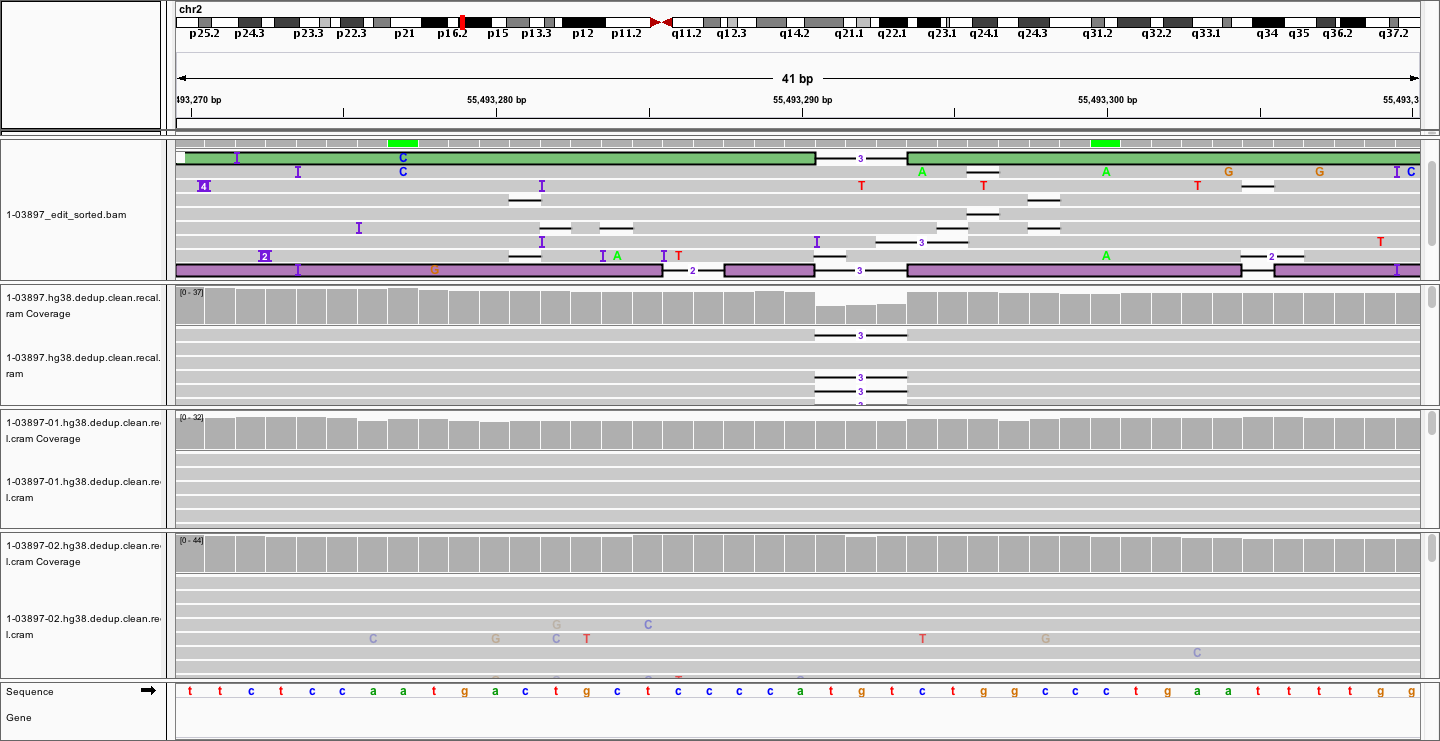 chr2
p25.2 p24.3 p23.3 p22.3 p21 p16.2 p15 p13.3 p12 p11.2 q11.2 q12.3 q14.2 q21.1 q22.1 q23.1 q24.1 q24.3 q31.2 q32.2 q33.1 q34 q35 q36.2 q37.2
41 bp
493,270 bp 55,493,280 bp 55,493,290 bp 55,493,300 bp 55,493,3
C 3
C A A G G C
4 T T T
1-03897_edit_sorted.bam
3 T
2 A T A 2
G 2 3
1-03897.hg38.dedup.clean.recal. [0 - 37]
ram Coverage
3
1-03897.hg38.dedup.clean.recal.
ram
3
3
1-03897-01.hg38.dedup.clean.re [0 - 32]
l.cram Coverage
1-03897-01.hg38.dedup.clean.re
l.cram
1-03897-02.hg38.dedup.clean.re [0 - 44]
l.cram Coverage
1-03897-02.hg38.dedup.clean.re
l.cram
G C
C G C T T G
C
Sequence t t c t c c a a t g a c t g c t c c c c a t g t c t g g c c c t g a a t t t t g g
Gene